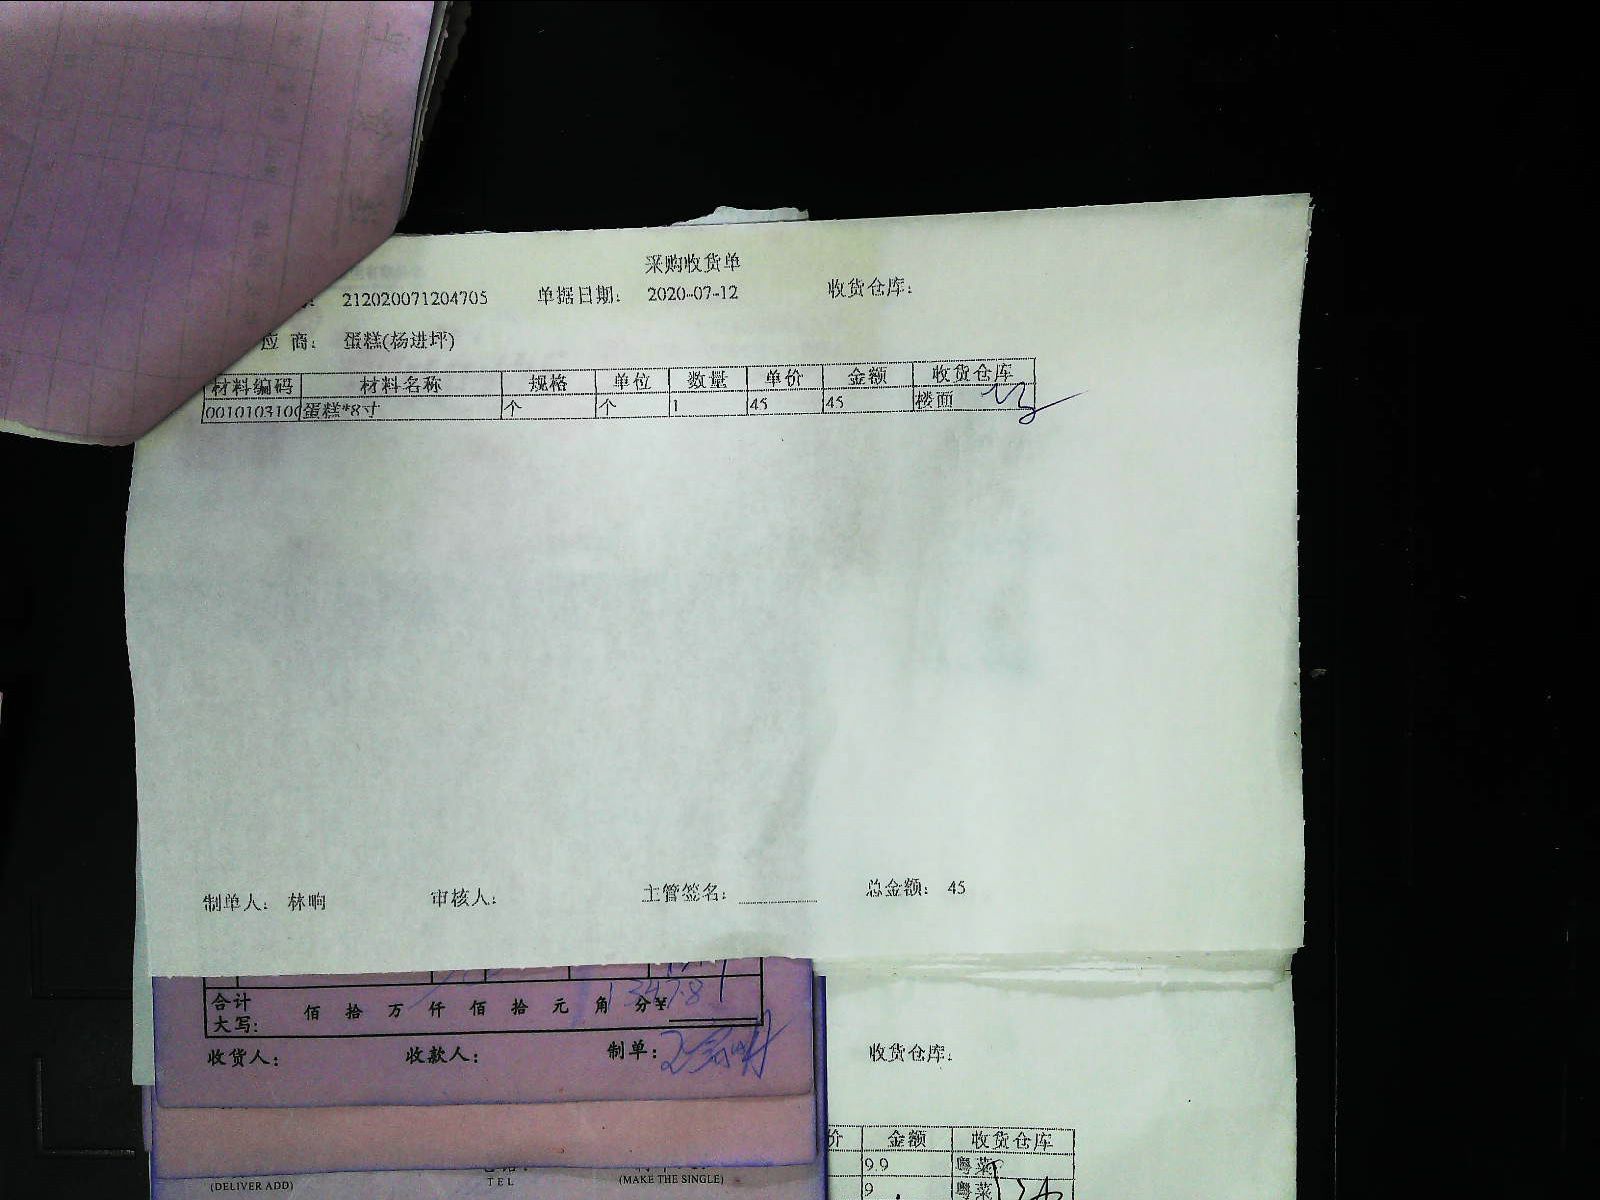 采购收货单
212020071204705 单据日期： 2020-07-12 收货仓库：
应 商： 蛋糕(杨进坪)
材料编码 材料名称 规格 单位 数量 单价 金额 收货仓库
0010103100 蛋糕*8寸 个 个 1 45 45 楼面
制单人： 林响 审核人： 主管签名： 总金额： 45
合计
大写： 佰 拾 万 仟 佰 拾 元 角 分¥ 1347.8
收货人： 收款人： 制单：
收货仓库：
价 金额 收货仓库
9.9 粤菜
9 粤菜
(DELIVER ADD) TEL (MAKE THE SINGLE)